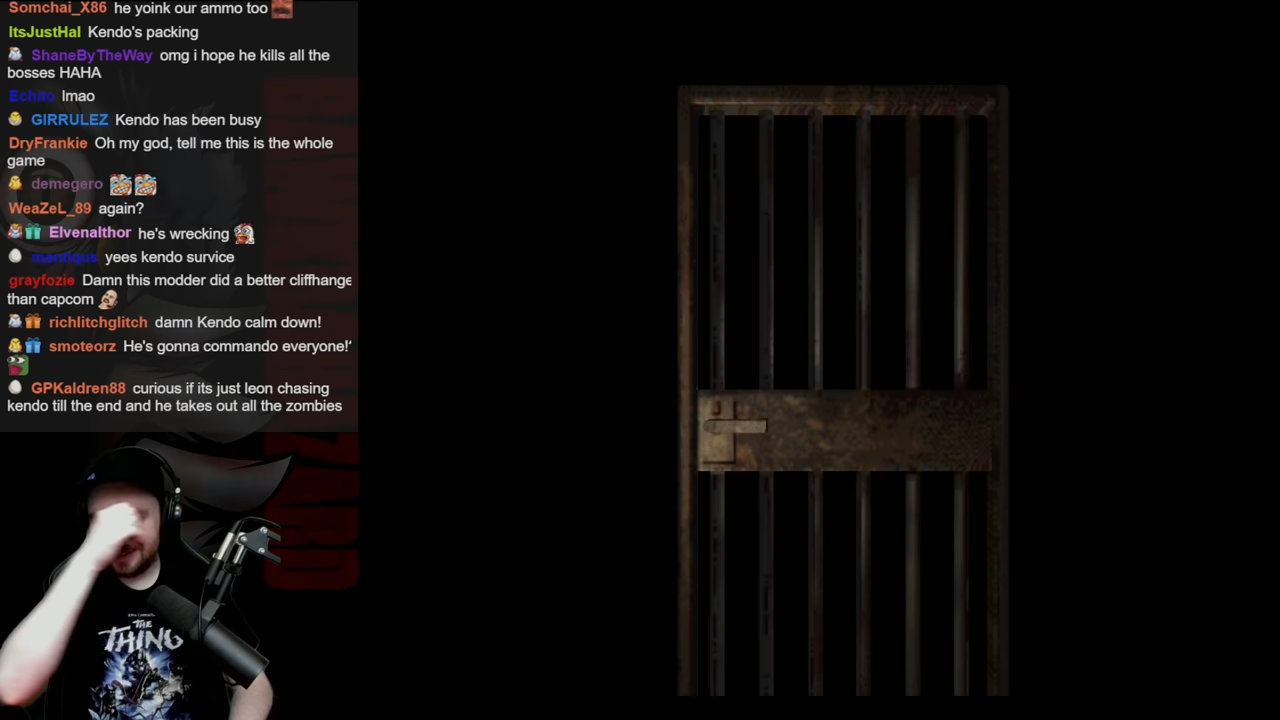 Somchai_X86 he yoink our ammo too
ItsJustHal Kendo's packing
ShaneByTheWay omg i hope he kills all the
bosses HAHA
Echiro lmao
GIRRULEZ Kendo has been busy
DryFrankie Oh my god, tell me this is the whole
game
demegero
WeaZeL_89 again?
Elvenalthor he's wrecking
yees kendo survice
grayfozie Damn this modder did a better cliffhange
than capcom
richlitchglitch damn Kendo calm down!
smoteorz He's gonna commando everyone!'
GPKaldren88 curious if its just leon chasing
kendo till the end and he takes out all the zombies
THE
THING